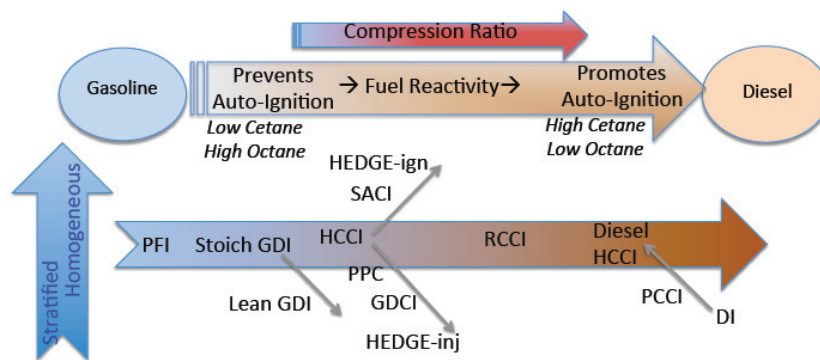 Compression Ratio
Gasoline
Prevents
Auto-Ignition
→ Fuel Reactivity→
Promotes
Auto-Ignition
Diesel
Low Cetane
High Octane
High Cetane
Low Octane
Stratified
Homogeneous
HEDGE-ign
SACI
PFI
Stoich GDI
HCCI
RCCI
Diesel
HCCI
PPC
Lean GDI
GDCI
HEDGE-inj
PCCI
DI